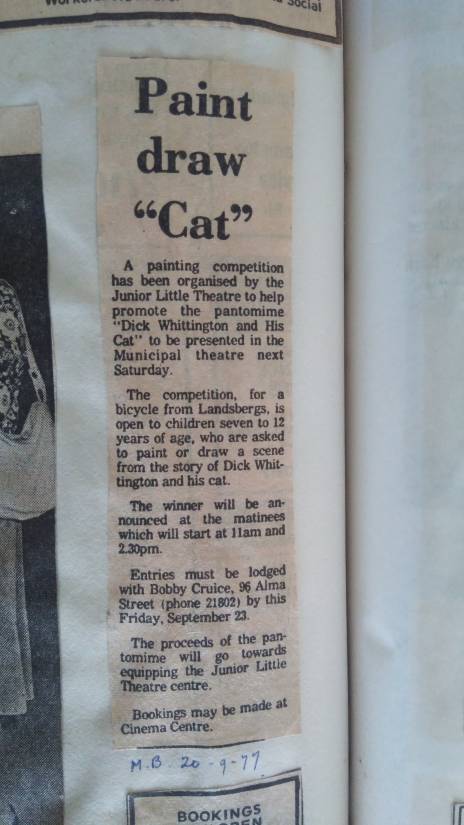 Social
Paint
draw
“Cat”
A painting competition
has been organised by the
Junior Little Theatre to help
promote the pantomime
“Dick Whittington and His
Cat” to be presented in the
Municipal theatre next
Saturday.
The competition, for a
bicycle from Landsbergs, is
open to children seven to 12
years of age, who are asked
to paint or draw a scene
from the story of Dick Whit-
tington and his cat.
The winner will be an-
nounced at the matinees
which will start at 11am and
2.30pm.
Entries must be lodged
with Bobby Cruice, 96 Alma
Street (phone 21802) by this
Friday, September 23.
The proceeds of the pan-
tomime will go towards
equipping the Junior Little
Theatre centre.
Bookings may be made at
Cinema Centre.
M.B. 20-9-77
BOOKINGS
OPEN